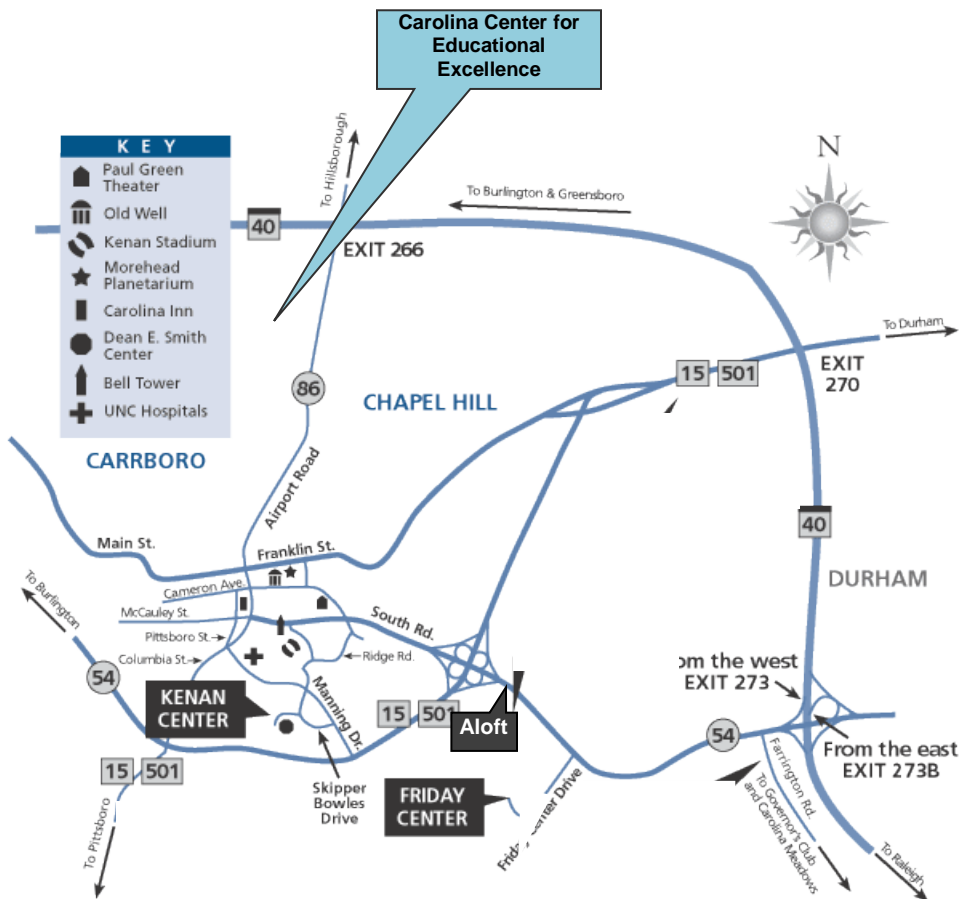 Carolina Center for
Educational
Excellence
K E Y
Paul Green
Theater
Old Well
Kenan Stadium
Morehead
Planetarium
Carolina Inn
Dean E. Smith
Center
Bell Tower
UNC Hospitals
To Hillsborough
To Burlington & Greensboro
N
40
EXIT 266
To Durham
15 501
EXIT
270
86
CHAPEL HILL
CARRBORO
Airport Road
40
Main St.
Franklin St.
DURHAM
To Burlington
Cameron Ave.
McCauley St.
South Rd.
Pittsboro St.
Ridge Rd.
Columbia St.
om the west
EXIT 273
54
KENAN
CENTER
Manning Dr.
15 501
Aloft
54
From the east
EXIT 273B
Farrington Rd.
15 501
Skipper
Bowles
Drive
FRIDAY
CENTER
Drive
To Governor's Club
and Carolina Meadows
To Pittsboro
To Raleigh